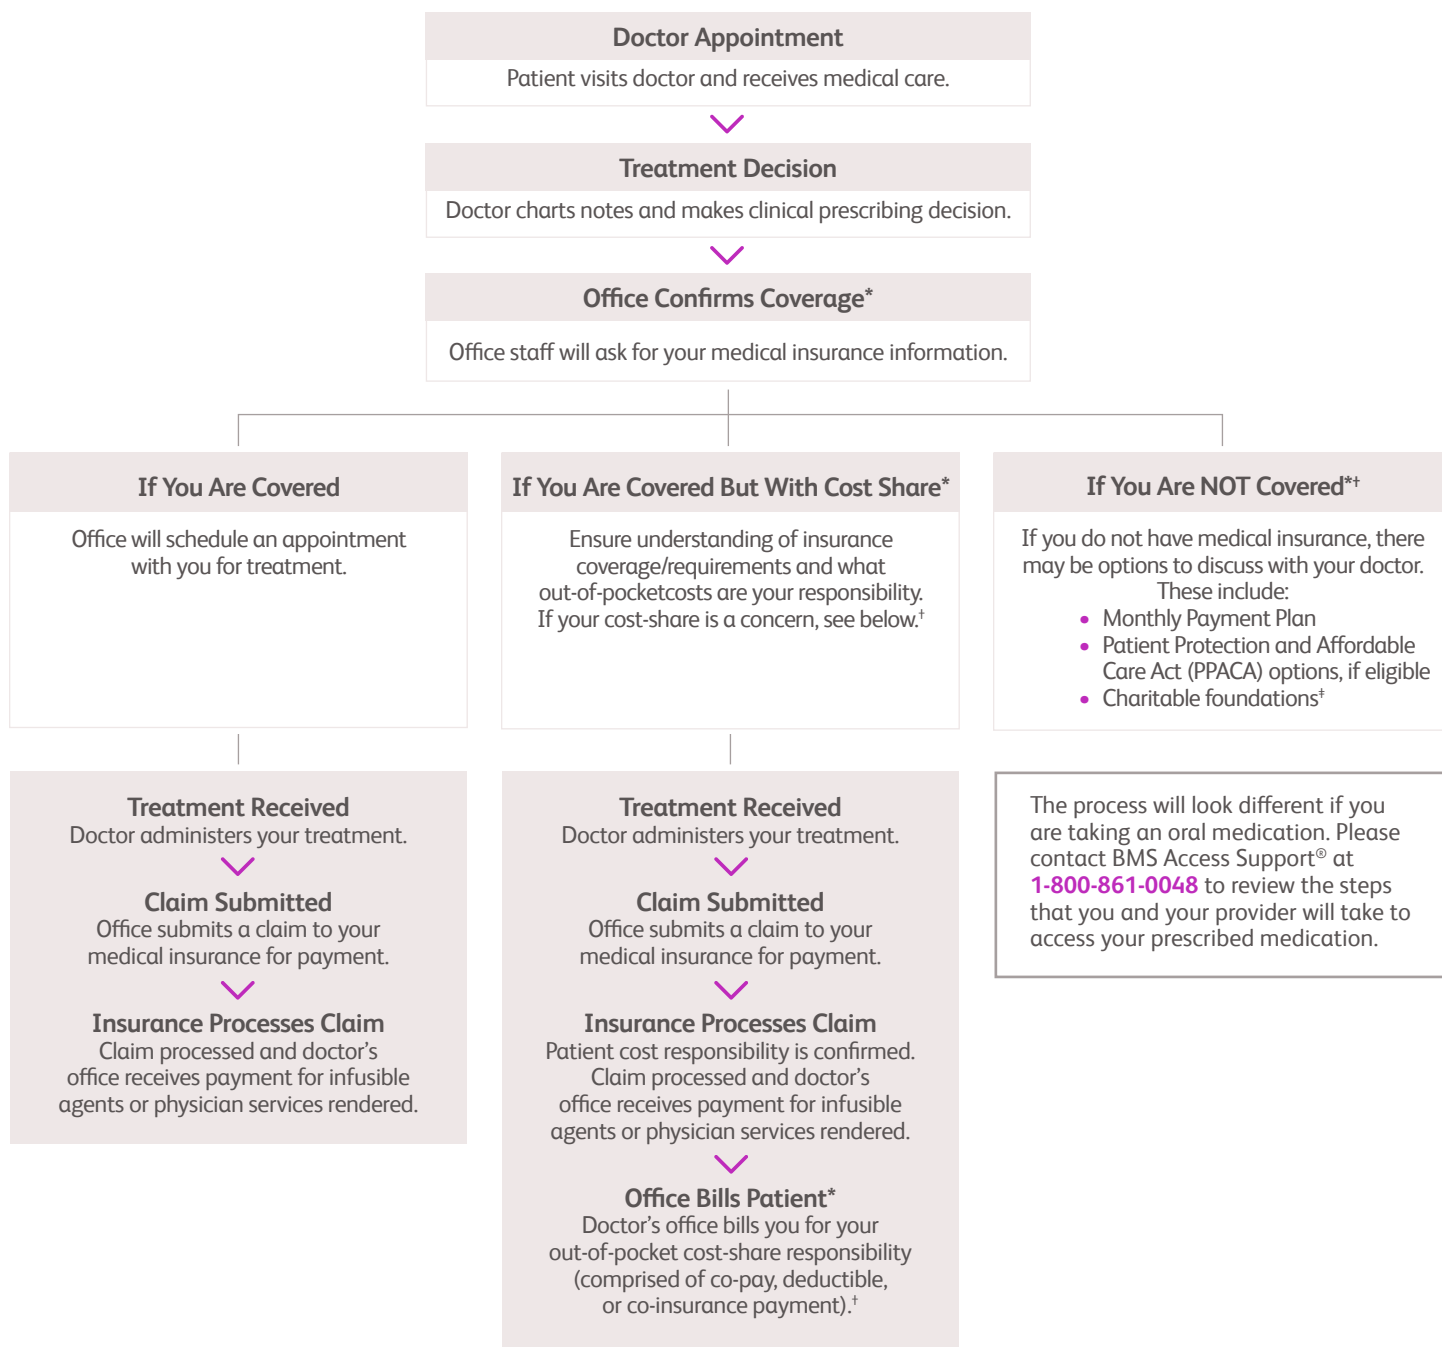 Doctor Appointment
Patient visits doctor and receives medical care.
Treatment Decision
Doctor charts notes and makes clinical prescribing decision.
Office Confirms Coverage*
Office staff will ask for your medical insurance information.
If You Are Covered
Office will schedule an appointment
with you for treatment.
Treatment Received
Doctor administers your treatment.
Claim Submitted
Office submits a claim to your
medical insurance for payment.
Insurance Processes Claim
Claim processed and doctor's
office receives payment for infusible
agents or physician services rendered.
If You Are Covered But With Cost Share*
Ensure understanding of insurance
coverage/requirements and what
out-of-pocketcosts are your responsibility.
If your cost-share is a concern, see below.†
Treatment Received
Doctor administers your treatment.
Claim Submitted
Office submits a claim to your
medical insurance for payment.
Insurance Processes Claim
Patient cost responsibility is confirmed.
Claim processed and doctor's
office receives payment for infusible
agents or physician services rendered.
Office Bills Patient*
Doctor's office bills you for your
out-of-pocket cost-share responsibility
(comprised of co-pay, deductible,
or co-insurance payment).†
If You Are NOT Covered*†
If you do not have medical insurance, there
may be options to discuss with your doctor.
These include:
• Monthly Payment Plan
• Patient Protection and Affordable
Care Act (PPACA) options, if eligible
• Charitable foundations‡
The process will look different if you
are taking an oral medication. Please
contact BMS Access Support® at
1-800-861-0048 to review the steps
that you and your provider will take to
access your prescribed medication.